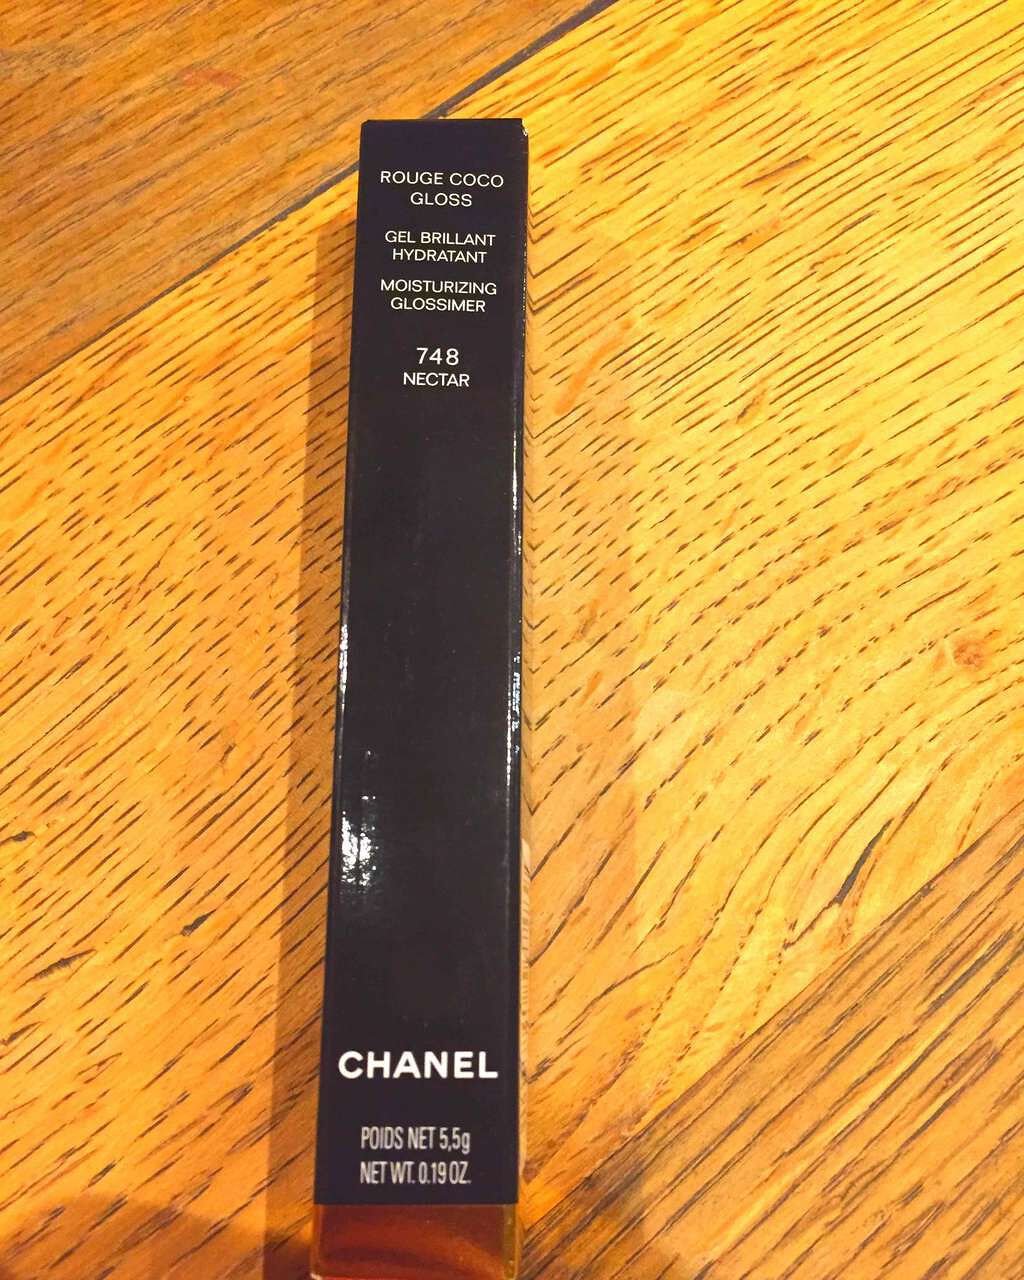 ROUGE COCO
GLOSS
GEL BRILLANT
HYDRATANT
MOISTURIZING
GLOSSIMER
748
NECTAR
CHANEL
POIDS NET 5,5g
NET WT. 0.19 OZ.